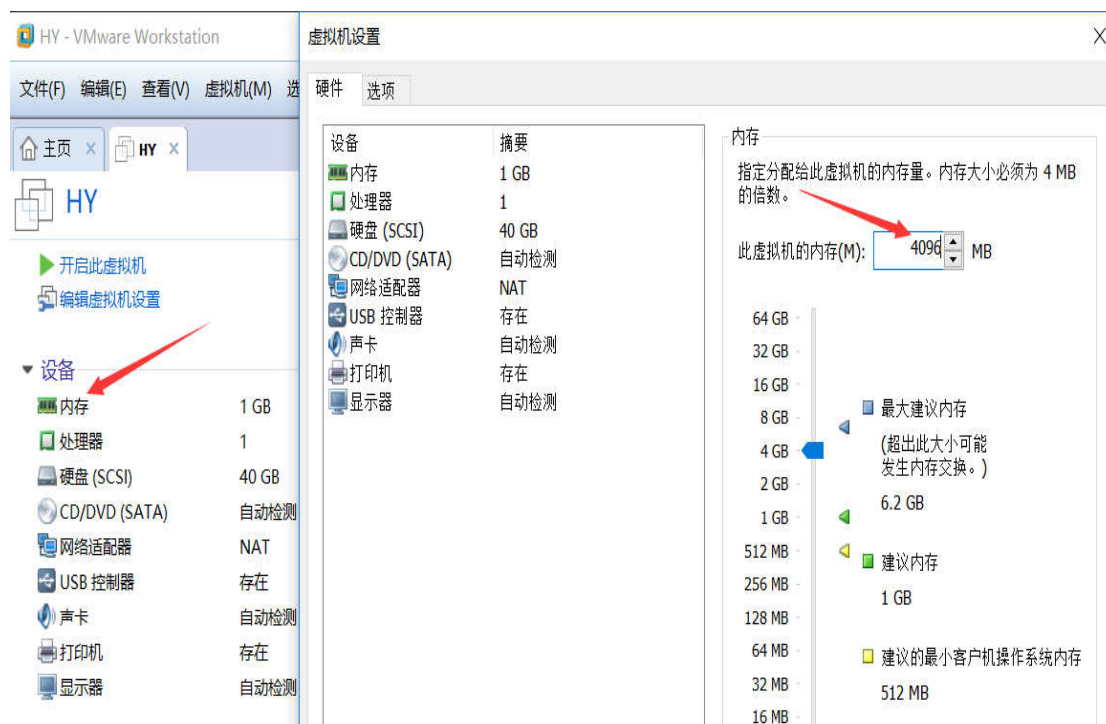 HY - VMware Workstation
文件(F) 编辑(E) 查看(V) 虚拟机(M) 选
主页 HY
HY
开启此虚拟机
编辑虚拟机设置
设备
内存 1 GB
处理器 1
硬盘 (SCSI) 40 GB
CD/DVD (SATA) 自动检测
网络适配器 NAT
USB 控制器 存在
声卡 自动检测
打印机 存在
显示器 自动检测
虚拟机设置
硬件 选项
设备 摘要
内存 1 GB
处理器 1
硬盘 (SCSI) 40 GB
CD/DVD (SATA) 自动检测
网络适配器 NAT
USB 控制器 存在
声卡 自动检测
打印机 存在
显示器 自动检测
内存
指定分配给此虚拟机的内存量。内存大小必须为 4 MB
的倍数。
此虚拟机的内存(M): 4096 MB
64 GB
32 GB
16 GB
8 GB
4 GB
2 GB
1 GB
512 MB
256 MB
128 MB
64 MB
32 MB
16 MB
最大建议内存
(超出此大小可能
发生内存交换。)
6.2 GB
建议内存
1 GB
建议的最小客户机操作系统内存
512 MB